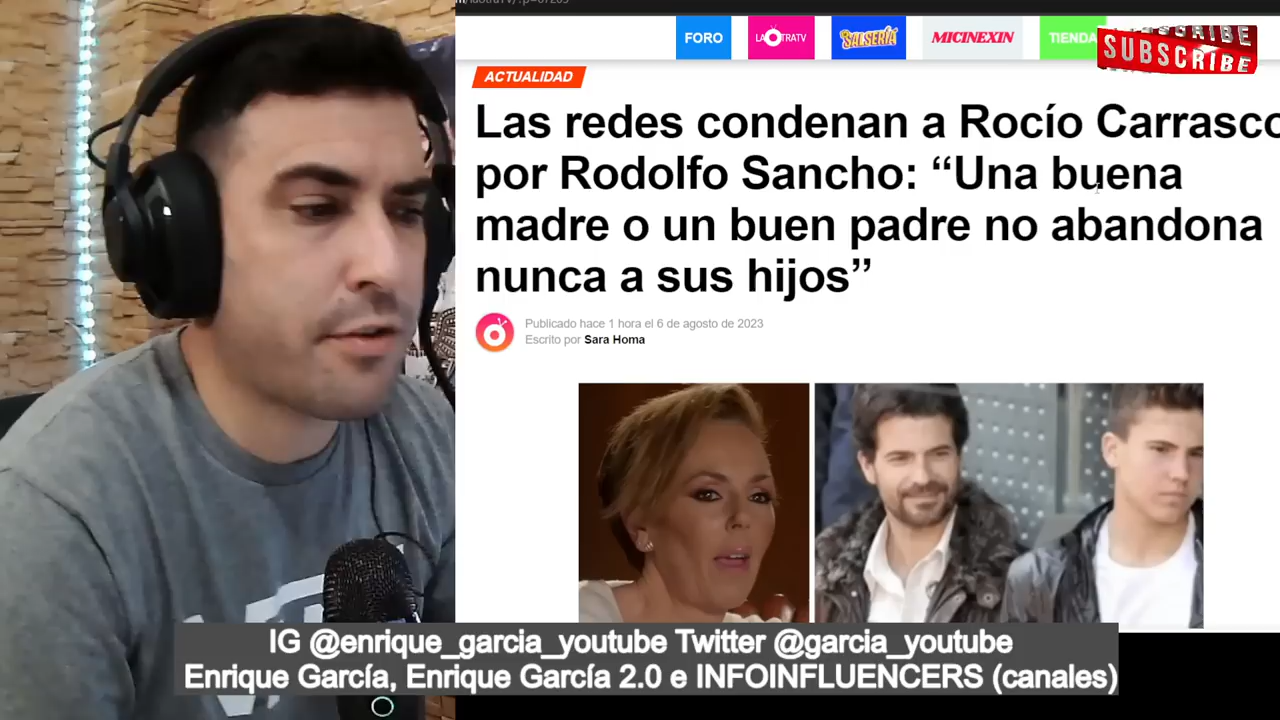 FORO
LAOTRATV
SALSERÍA
MICINEXIN
TIENDA
SUBSCRIBE
SUBSCRIBE
ACTUALIDAD
Las redes condenan a Rocío Carrasco
por Rodolfo Sancho: “Una buena
madre o un buen padre no abandona
nunca a sus hijos”
Publicado hace 1 hora el 6 de agosto de 2023
Escrito por Sara Homa
IG @enrique_garcia_youtube Twitter @garcia_youtube
Enrique García, Enrique García 2.0 e INFOINFLUENCERS (canales)